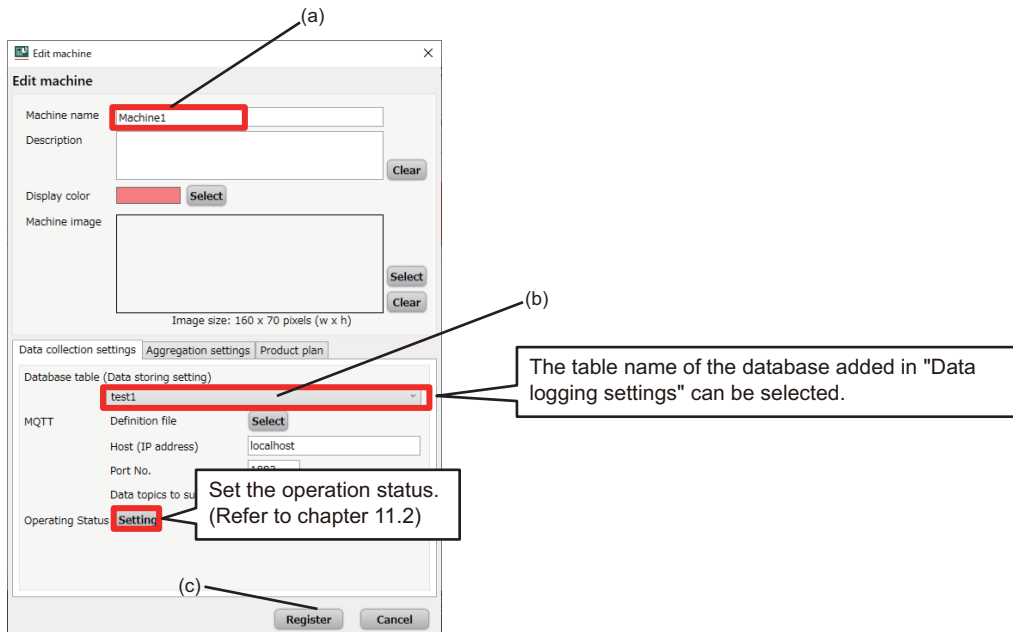 (a)
Edit machine
Edit machine
Machine name Machine1
Description
Clear
Display color Select
Machine image
Select
Clear
Image size: 160 x 70 pixels (w x h)
(b)
Data collection settings Aggregation settings Product plan
Database table (Data storing setting)
test1
The table name of the database added in "Data
logging settings" can be selected.
MQTT Definition file Select
Host (IP address) localhost
Port No.
Data topics to su
Set the operation status.
(Refer to chapter 11.2)
Operating Status Setting
(c)
Register Cancel